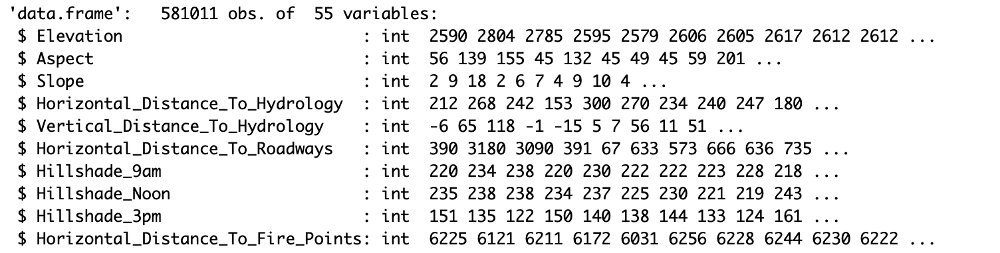 'data.frame':   581011 obs. of  55 variables:
 $ Elevation                         : int  2590 2804 2785 2595 2579 2606 2605 2617 2612 2612 ...
 $ Aspect                            : int  56 139 155 45 132 45 49 45 59 201 ...
 $ Slope                             : int  2 9 18 2 6 7 4 9 10 4 ...
 $ Horizontal_Distance_To_Hydrology  : int  212 268 242 153 300 270 234 240 247 180 ...
 $ Vertical_Distance_To_Hydrology    : int  -6 65 118 -1 -15 5 7 56 11 51 ...
 $ Horizontal_Distance_To_Roadways   : int  390 3180 3090 391 67 633 573 666 636 735 ...
 $ Hillshade_9am                     : int  220 234 238 220 230 222 222 223 228 218 ...
 $ Hillshade_Noon                    : int  235 238 238 234 237 225 230 221 219 243 ...
 $ Hillshade_3pm                     : int  151 135 122 150 140 138 144 133 124 161 ...
 $ Horizontal_Distance_To_Fire_Points: int  6225 6121 6211 6172 6031 6256 6228 6244 6230 6222 ...